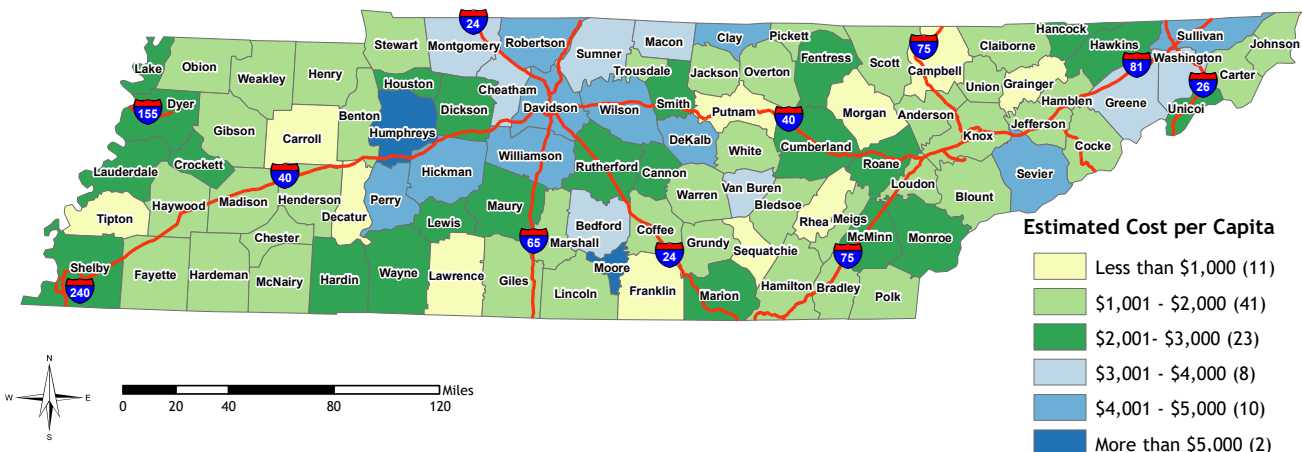 24
Stewart
Montgomery
Robertson
Sumner
Macon
Clay
Pickett
Hancock
Sullivan
Johnson
Lake
Obion
Weakley
Henry
Houston
Cheatham
Trousdale
Jackson
Overton
Fentress
Scott
75
Campbell
Claiborne
Hawkins
81
Washington
26
Carter
155
Dyer
Gibson
Carroll
Benton
Humphreys
Dickson
Davidson
Wilson
Smith
Putnam
40
Morgan
Anderson
Union
Grainger
Hamblen
Greene
Unicoi
Lauderdale
Crockett
40
Williamson
Rutherford
Cannon
DeKalb
White
Cumberland
Roane
Knox
Jefferson
Cocke
Tipton
Haywood
Madison
Henderson
Decatur
Perry
Hickman
Lewis
Maury
Bedford
Coffee
Warren
Van Buren
Bledsoe
Rhea
Meigs
Loudon
Blount
Sevier
Shelby
240
Fayette
Hardeman
Chester
McNairy
Hardin
Wayne
Lawrence
Giles
65
Marshall
Moore
Lincoln
Franklin
24
Grundy
Sequatchie
Marion
Hamilton
Bradley
75
McMinn
Monroe
Polk
Estimated Cost per Capita
Less than $1,000 (11)
$1,001 - $2,000 (41)
$2,001- $3,000 (23)
$3,001 - $4,000 (8)
$4,001 - $5,000 (10)
More than $5,000 (2)
N
W
E
S
0 20 40 80 120
Miles